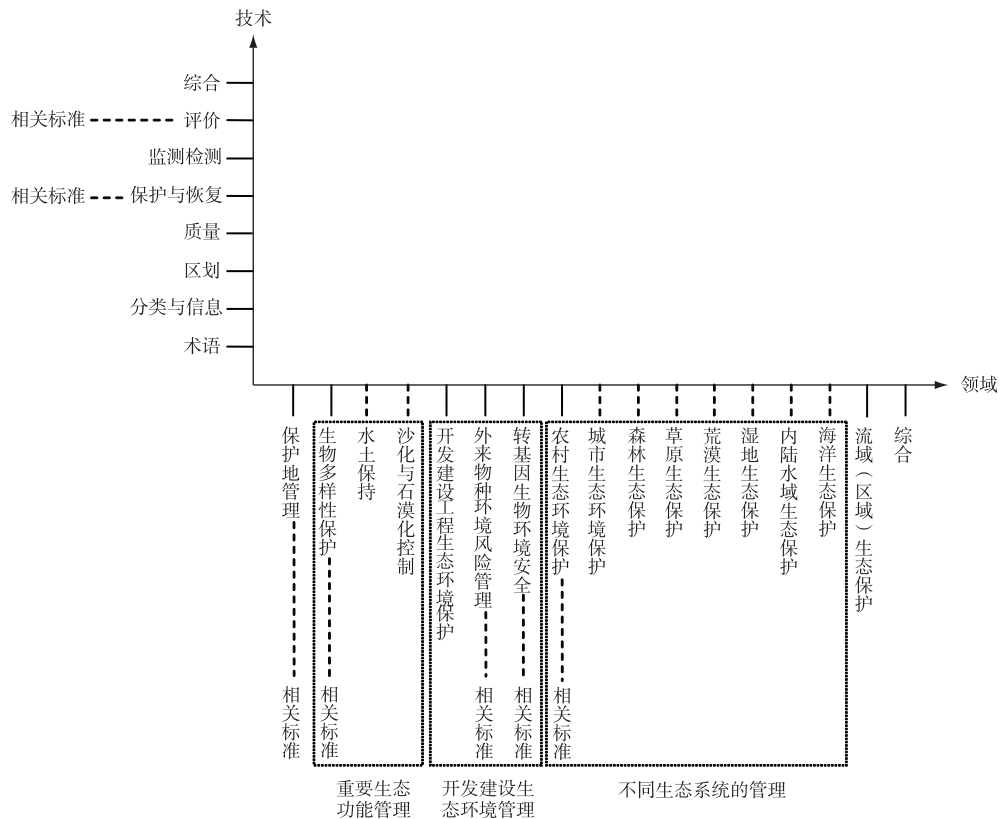 技术
综合
相关标准
评价
监测检测
相关标准
保护与恢复
质量
区划
分类与信息
术语
领域
保护地管理
生物多样性保护
水土保持
沙化与石漠化控制
开发建设工程生态环境保护
外来物种环境风险管理
转基因生物环境安全
农村生态环境保护
城市生态环境保护
森林生态保护
草原生态保护
荒漠生态保护
湿地生态保护
内陆水域生态保护
海洋生态保护
流域（区域）生态保护
综合
相关标准
相关标准
相关标准
相关标准
相关标准
重要生态
功能管理
开发建设生
态环境管理
不同生态系统的管理